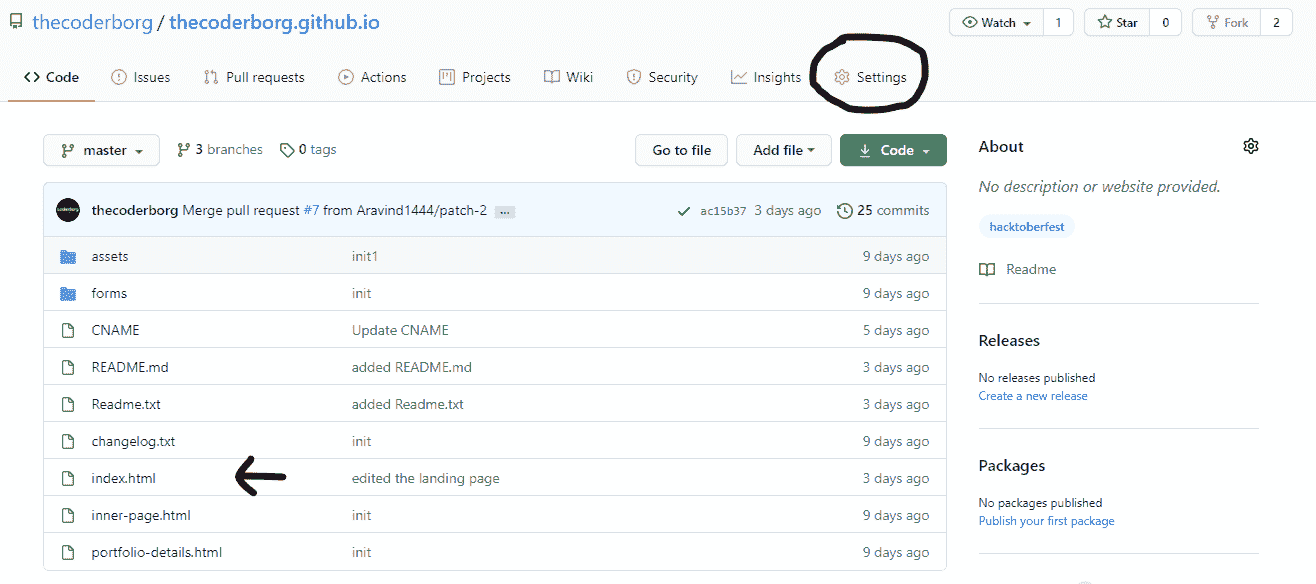 thecoderborg / thecoderborg.github.io
Watch 1 Star 0 Fork 2
Code Issues Pull requests Actions Projects Wiki Security Insights Settings
master 3 branches 0 tags Go to file Add file Code
thecoderborg Merge pull request #7 from Aravind1444/patch-2 ... ac15b37 3 days ago 25 commits
assets init1 9 days ago
forms init 9 days ago
CNAME Update CNAME 5 days ago
README.md added README.md 3 days ago
Readme.txt added Readme.txt 3 days ago
changelog.txt init 9 days ago
index.html edited the landing page 3 days ago
inner-page.html init 9 days ago
portfolio-details.html init 9 days ago
About
No description or website provided.
hacktoberfest
Readme
Releases
No releases published
Create a new release
Packages
No packages published
Publish your first package